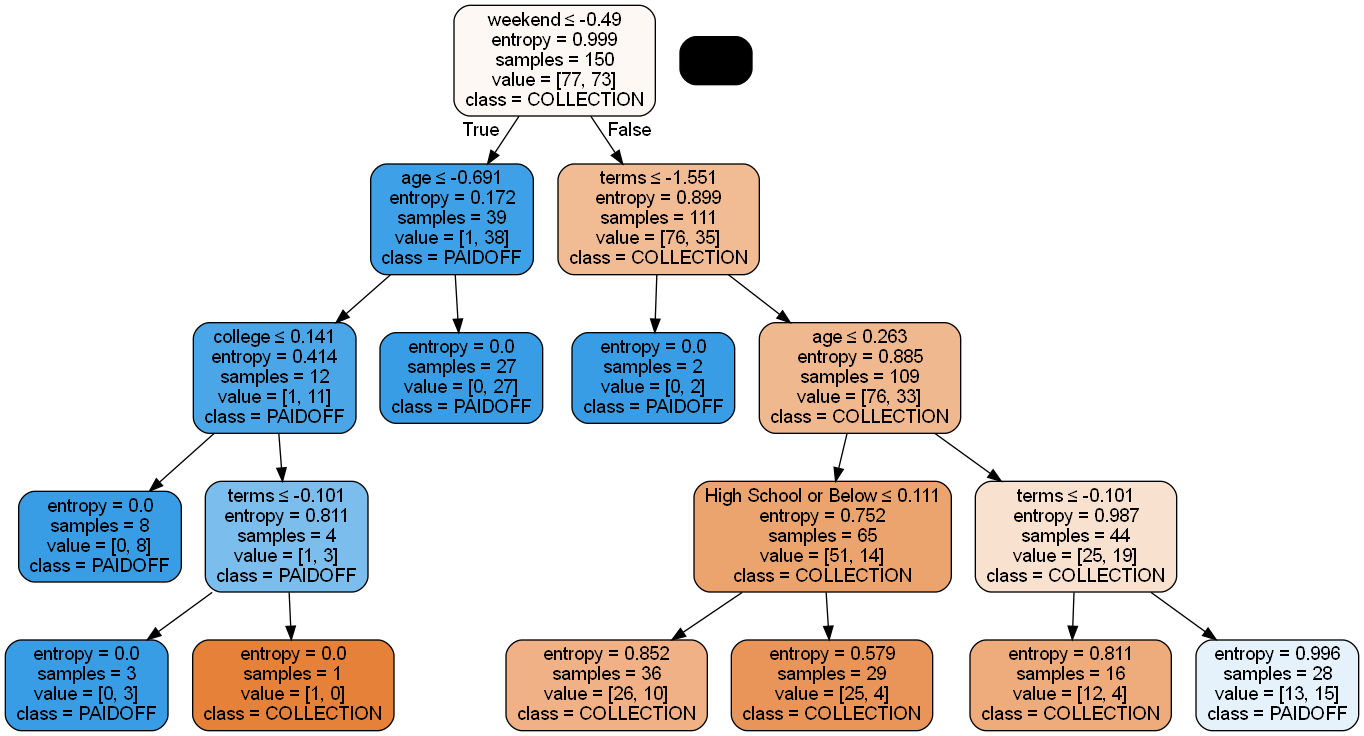 weekend ≤ -0.49
entropy = 0.999
samples = 150
value = [77, 73]
class = COLLECTION
True
False
age ≤ -0.691
entropy = 0.172
samples = 39
value = [1, 38]
class = PAIDOFF
terms ≤ -1.551
entropy = 0.899
samples = 111
value = [76, 35]
class = COLLECTION
college ≤ 0.141
entropy = 0.414
samples = 12
value = [1, 11]
class = PAIDOFF
entropy = 0.0
samples = 27
value = [0, 27]
class = PAIDOFF
entropy = 0.0
samples = 2
value = [0, 2]
class = PAIDOFF
age ≤ 0.263
entropy = 0.885
samples = 109
value = [76, 33]
class = COLLECTION
entropy = 0.0
samples = 8
value = [0, 8]
class = PAIDOFF
terms ≤ -0.101
entropy = 0.811
samples = 4
value = [1, 3]
class = PAIDOFF
High School or Below ≤ 0.111
entropy = 0.752
samples = 65
value = [51, 14]
class = COLLECTION
terms ≤ -0.101
entropy = 0.987
samples = 44
value = [25, 19]
class = COLLECTION
entropy = 0.0
samples = 3
value = [0, 3]
class = PAIDOFF
entropy = 0.0
samples = 1
value = [1, 0]
class = COLLECTION
entropy = 0.852
samples = 36
value = [26, 10]
class = COLLECTION
entropy = 0.579
samples = 29
value = [25, 4]
class = COLLECTION
entropy = 0.811
samples = 16
value = [12, 4]
class = COLLECTION
entropy = 0.996
samples = 28
value = [13, 15]
class = PAIDOFF